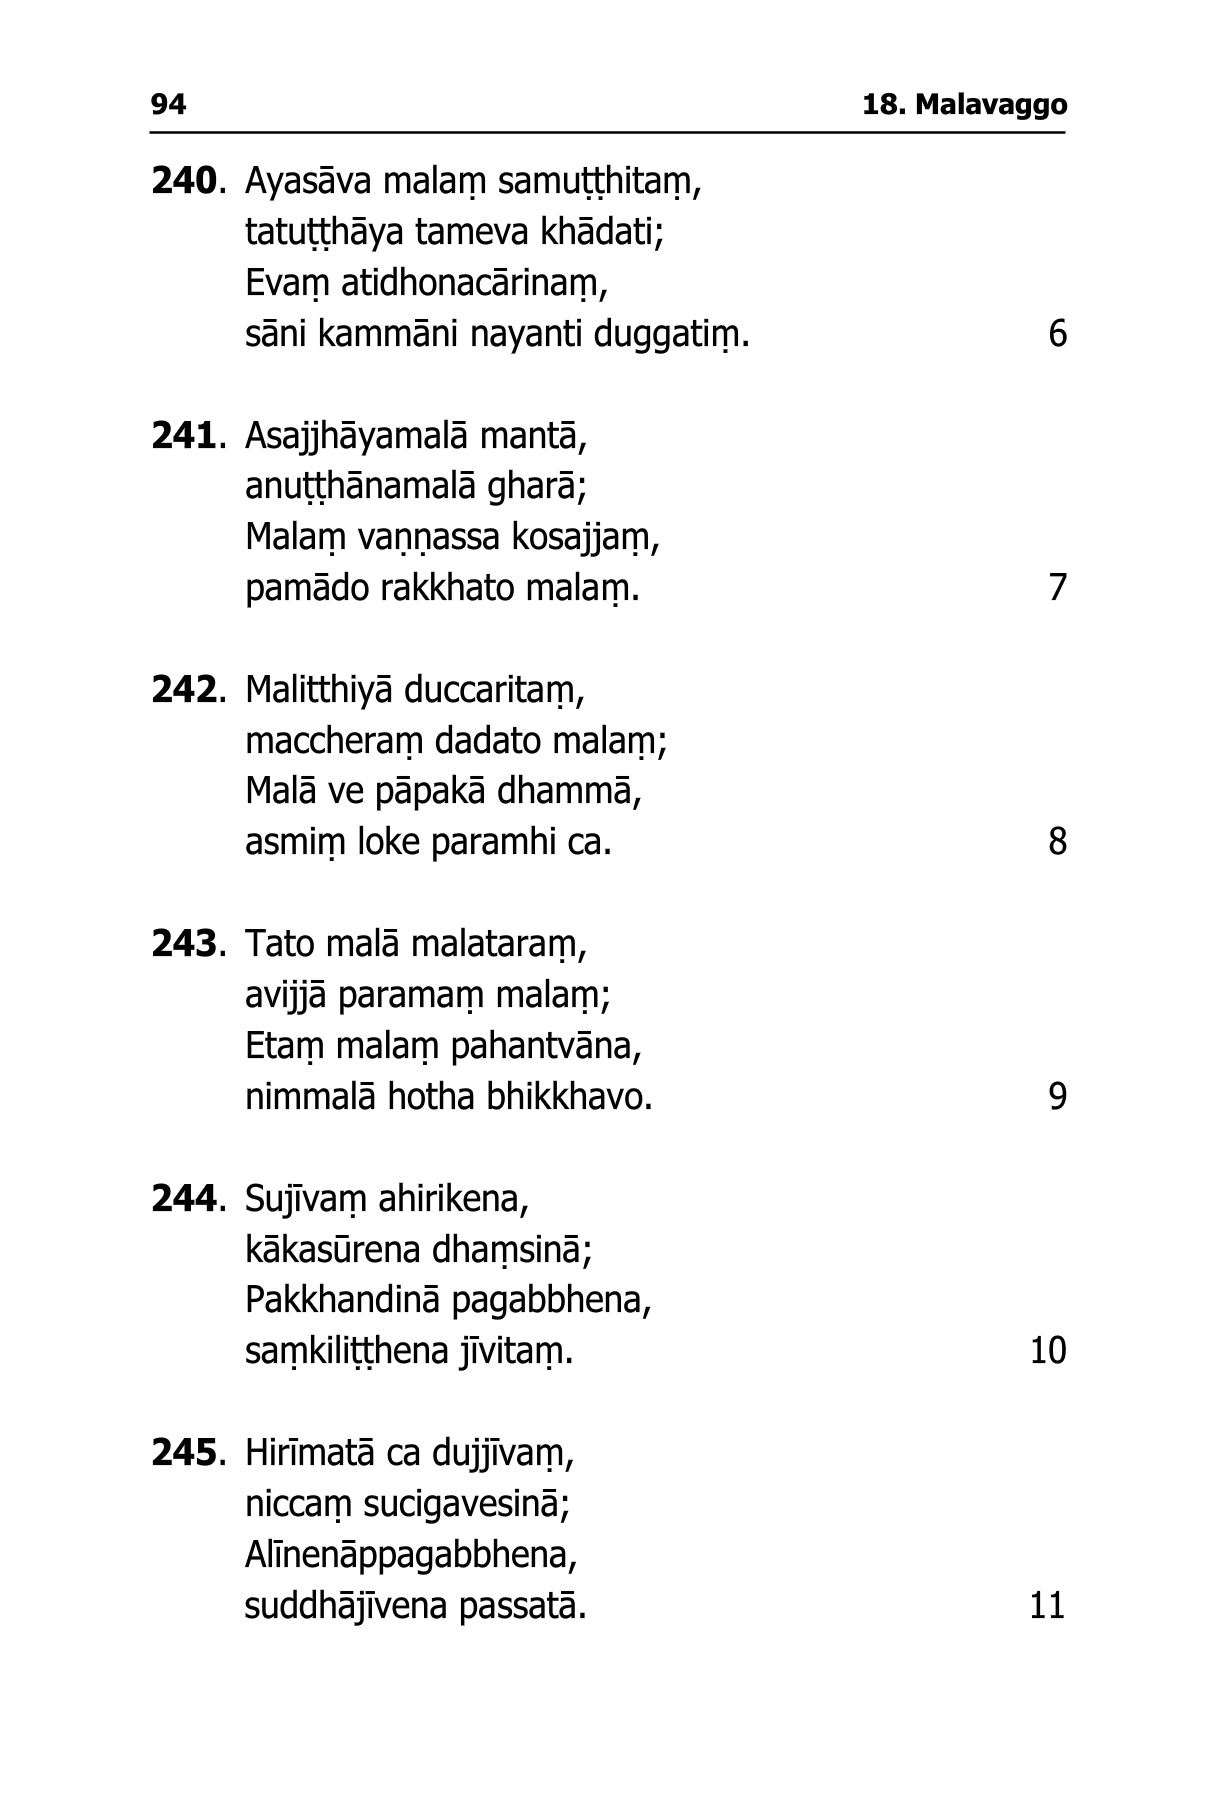 94 18. Malavaggo
240. Ayasāva malaṃ samuṭṭhitaṃ,
tatuṭṭhāya tameva khādati;
Evaṃ atidhonacārinaṃ,
sāni kammāni nayanti duggatiṃ. 6
241. Asajjhāyamalā mantā,
anuṭṭhānamalā gharā;
Malaṃ vaṇṇassa kosajjaṃ,
pamādo rakkhato malaṃ. 7
242. Malitthiyā duccaritaṃ,
maccheraṃ dadato malaṃ;
Malā ve pāpakā dhammā,
asmiṃ loke paramhi ca. 8
243. Tato malā malataraṃ,
avijjā paramaṃ malaṃ;
Etaṃ malaṃ pahantvāna,
nimmalā hotha bhikkhavo. 9
244. Sujīvaṃ ahirikena,
kākasūrena dhaṃsinā;
Pakkhandinā pagabbhena,
saṃkiliṭṭhena jīvitaṃ. 10
245. Hirīmatā ca dujjīvaṃ,
niccaṃ sucigavesinā;
Alīnenāppagabbhena,
suddhājīvena passatā. 11